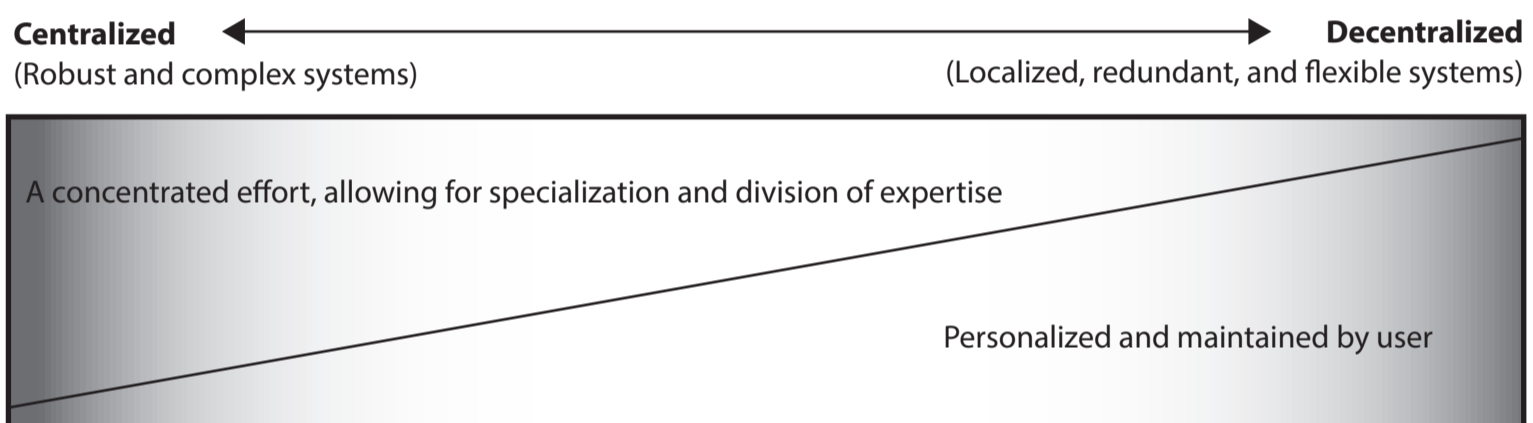 Centralized
Decentralized
(Robust and complex systems)
(Localized, redundant, and flexible systems)
A concentrated effort, allowing for specialization and division of expertise
Personalized and maintained by user